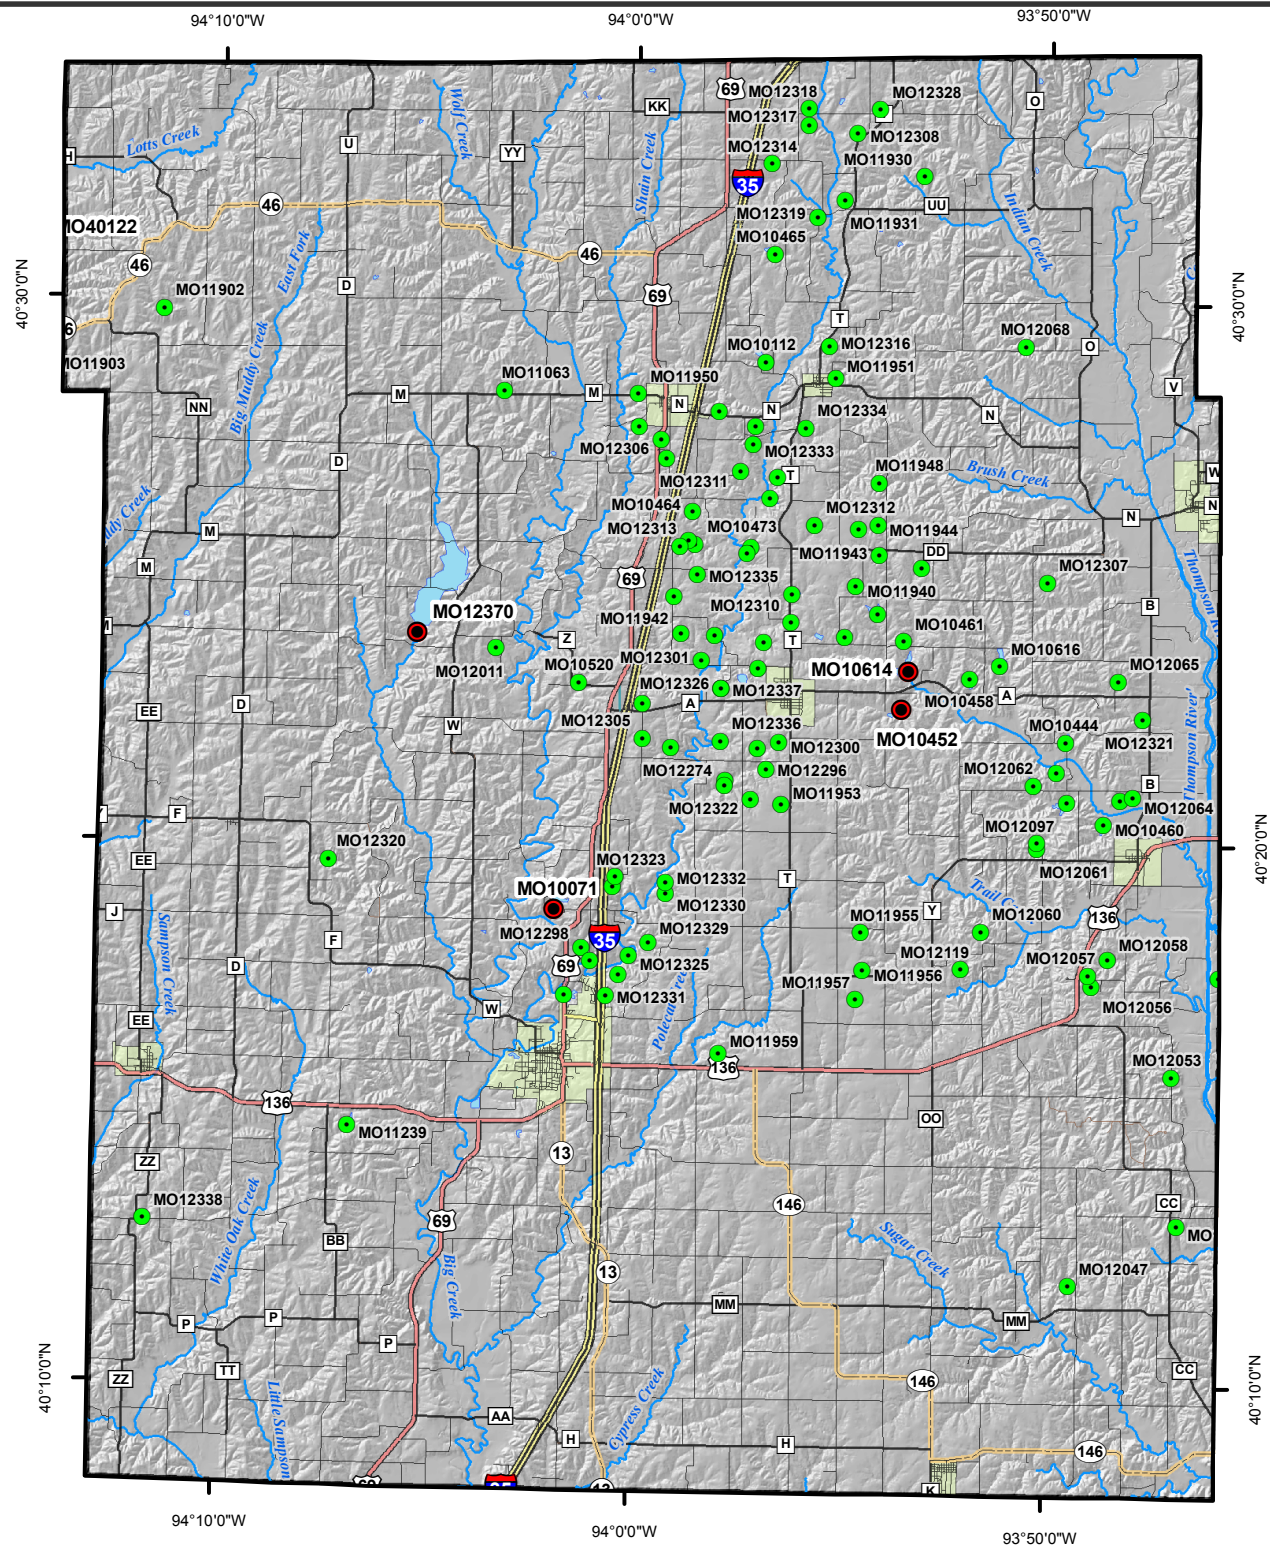 94°10'0"W
94°0'0"W
93°50'0"W
69
MO12318
MO12328
KK
O
MO12317
Lotts Creek
Wolf Creek
U
YY
MO12308
H
MO12314
MO11930
Shain Creek
35
46
UU
MO12319
MO11931
Indian Creek
MO40122
MO10465
46
46
East Fork
D
MO11902
69
40°30'0"N
40°30'0"N
T
6
MO12068
MO10112
MO12316
O
MO11903
MO11951
MO11063
MO11950
Big Muddy Creek
M
M
V
NN
N
N
N
MO12334
MO12306
MO12333
D
MO11948
MO12311
T
Brush Creek
W
MO10464
MO12312
N
N
MO12313
MO10473
MO11944
M
MO11943
DD
M
MO12307
69
MO12335
MO11940
Thompson
MO12370
MO12310
B
MO11942
MO10461
M
Z
T
MO12011
MO10520
MO12301
MO10614
MO10616
MO12065
MO12326
MO12337
MO10458
A
D
A
EE
MO12305
W
MO12336
MO10444
MO10452
MO12321
Thompson River
MO12300
MO12274
MO12296
MO12062
B
MO12322
MO11953
MO12064
F
MO12320
MO12097
MO10460
EE
MO12323
40°20'0"N
MO12332
MO12061
MO10071
T
Trail
J
MO12330
Y
MO12060
136
MO11955
MO12298
MO12329
35
F
MO12119
MO12058
Sampson Creek
69
MO12325
MO12057
D
MO11957
MO11956
MO12331
W
MO12056
EE
MO11959
136
MO12053
136
MO11239
OO
13
ZZ
MO12338
CC
146
69
White Oak Creek
BB
MO
Sugar Creek
13
MO12047
Big Creek
MM
P
P
MM
P
TT
40°10'0"N
ZZ
CC
146
40°10'0"N
Little Sampson
Cypress Creek
AA
H
H
146
K
94°10'0"W
94°0'0"W
93°50'0"W